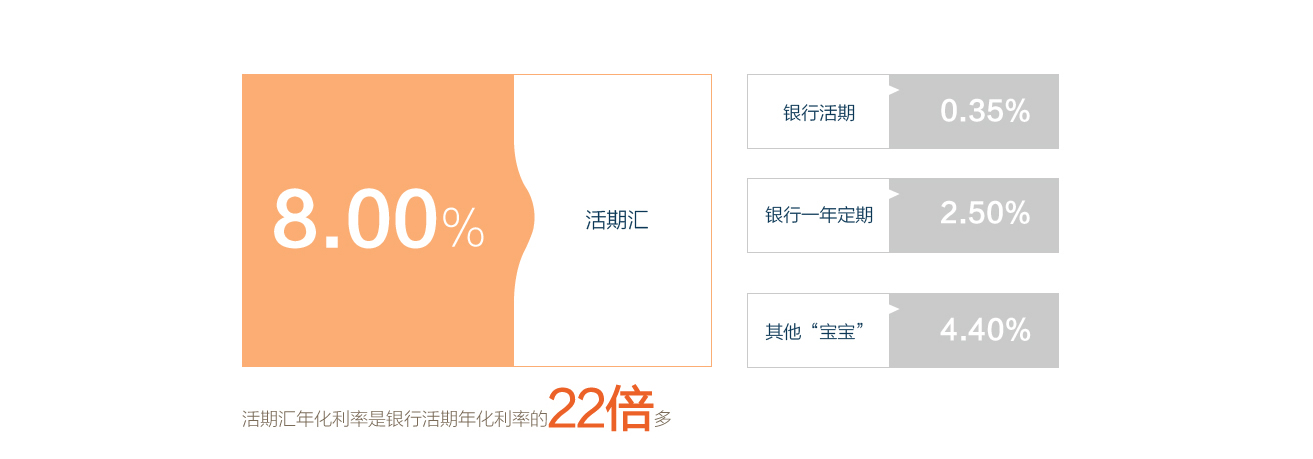 8.00%
活期汇
银行活期
0.35%
银行一年定期
2.50%
其他“宝宝”
4.40%
活期汇年化利率是银行活期年化利率的22倍多